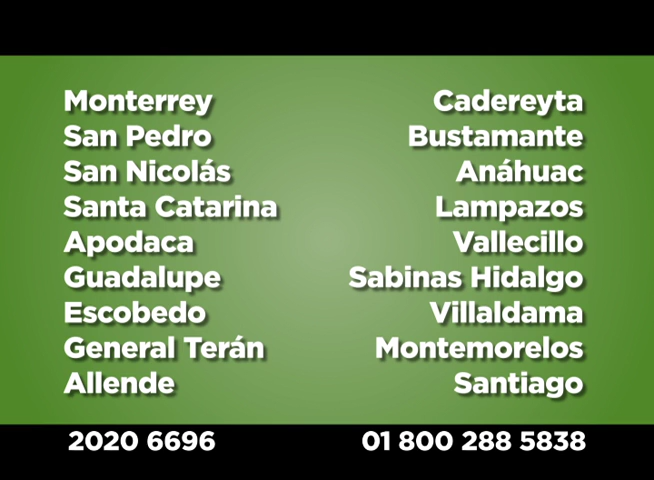 Monterrey
San Pedro
San Nicolás
Santa Catarina
Apodaca
Guadalupe
Escobedo
General Terán
Allende
Cadereyta
Bustamante
Anáhuac
Lampazos
Vallecillo
Sabinas Hidalgo
Villaldama
Montemorelos
Santiago
2020 6696
01 800 288 5838